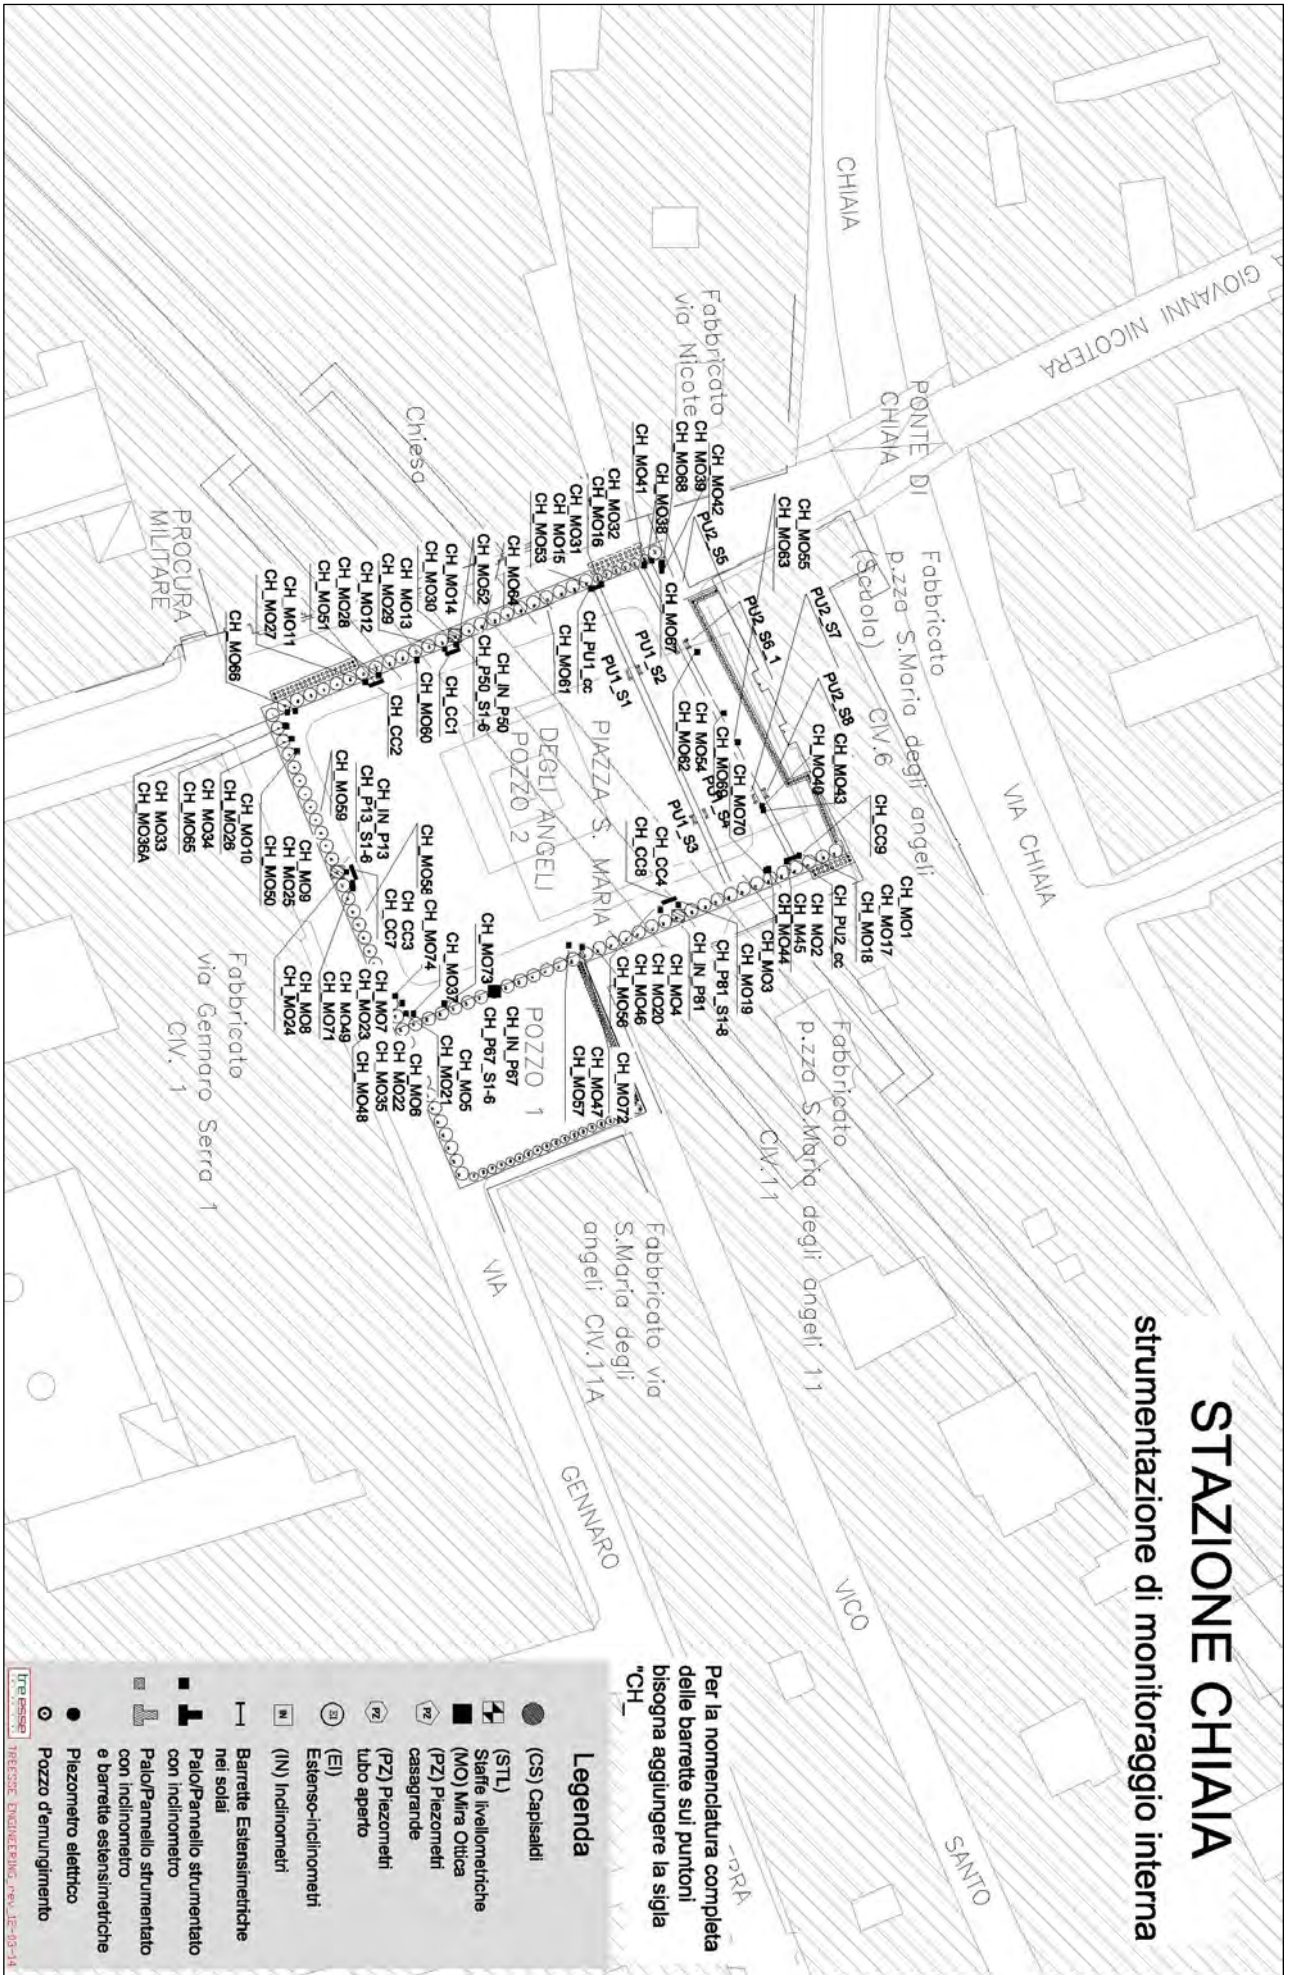 STAZIONE CHIAIA
strumentazione di monitoraggio interna
CHIAIA
GIOVANNI NICOTERA
PONTE DI
CHIAIA
VIA CHIAIA
Fabbricato
via Nicote
Fabbricato
p.zza S.Maria degli angeli
(Scuola) CIV.6
Chiesa
PROCURA
MILITARE
CH_MO42
CH_MO39
CH_MO68
CH_MO38
CH_MO41
CH_MO32
CH_MO16
CH_MO31
CH_MO15
CH_MO53
CH_MO64
CH_MO52
CH_MO14
CH_MO30
CH_MO13
CH_MO29
CH_MO12
CH_MO28
CH_MO51
CH_MO11
CH_MO27
CH_MO66
CH_MO55
CH_MO63
PU2_S5
PU2_S6_1
PU2_S7
PU2_S8
CH_MO43
CH_MO40
CH_CC9
CH_MO67
PU1_S2
PU1_S1
CH_PU1_cc
CH_MO61
CH_IN_P50
CH_P50_S1-6
CH_CC1
CH_MO60
CH_CC2
CH_MO54
CH_MO62
CH_MO69
CH_MO70
PU1_S4
PU1_S3
PIAZZA S. MARIA
DEGLI ANGELI
POZZO 2
CH_CC4
CH_CC8
CH_MO1
CH_MO17
CH_MO18
CH_PU2_cc
CH_MO2
CH_M45
CH_MO44
CH_MO3
CH_MO19
CH_P81_S1-8
CH_IN_P81
CH_MO4
CH_MO20
CH_MO46
CH_MO56
CH_MO72
CH_MO47
CH_MO57
POZZO 1
CH_IN_P67
CH_P67_S1-6
CH_MO73
CH_MO37
CH_MO74
CH_MO5
CH_MO21
CH_MO6
CH_MO22
CH_MO35
CH_MO7
CH_MO23
CH_MO48
CH_MO49
CH_MO71
CH_MO8
CH_MO24
CH_MO58
CH_CC3
CH_CC7
CH_IN_P13
CH_P13_S1-6
CH_MO59
CH_MO9
CH_MO25
CH_MO50
CH_MO10
CH_MO26
CH_MO34
CH_MO65
CH_MO33
CH_MO36A
Fabbricato
via Gennaro Serra 1
CIV. 1
Fabbricato
p.zza S.Maria degli angeli 11
CIV.11
Fabbricato via
S.Maria degli
angeli CIV.11A
VIA
GENNARO
VICO
SANTO
Per la nomenclatura completa
delle barrette sui puntoni
bisogna aggiungere la sigla
"CH_
Legenda
(CS) Capisaldi
(STL)
Staffe livellometriche
(MO) Mira Ottica
(PZ) Piezometri
casagrande
PZ
(PZ) Piezometri
tubo aperto
PZ
(EI)
Estenso-inclinometri
EI
(IN) Inclinometri
IN
Barrette Estensimetriche
nei solai
Palo/Pannello strumentato
con inclinometro
Palo/Pannello strumentato
con inclinometro
e barrette estensimetriche
Piezometro elettrico
Pozzo d'emungimento
treesse
TREESSE ENGINEERING_rev_12-03-14